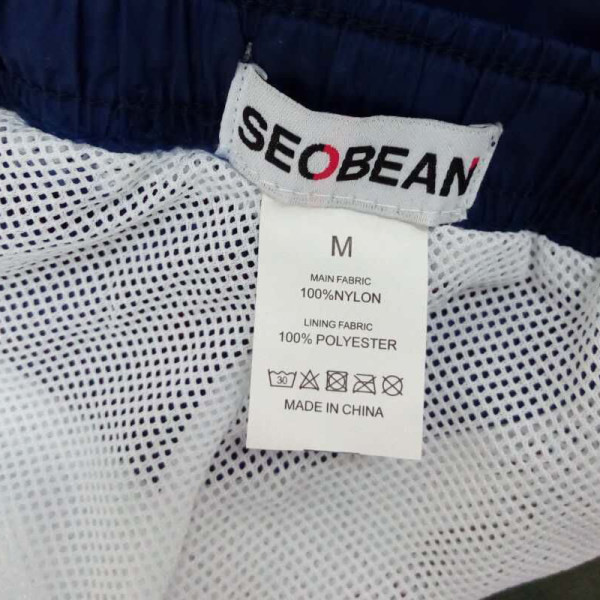 SEOBEAN
M
MAIN FABRIC
100%NYLON
LINING FABRIC
100% POLYESTER
30
MADE IN CHINA